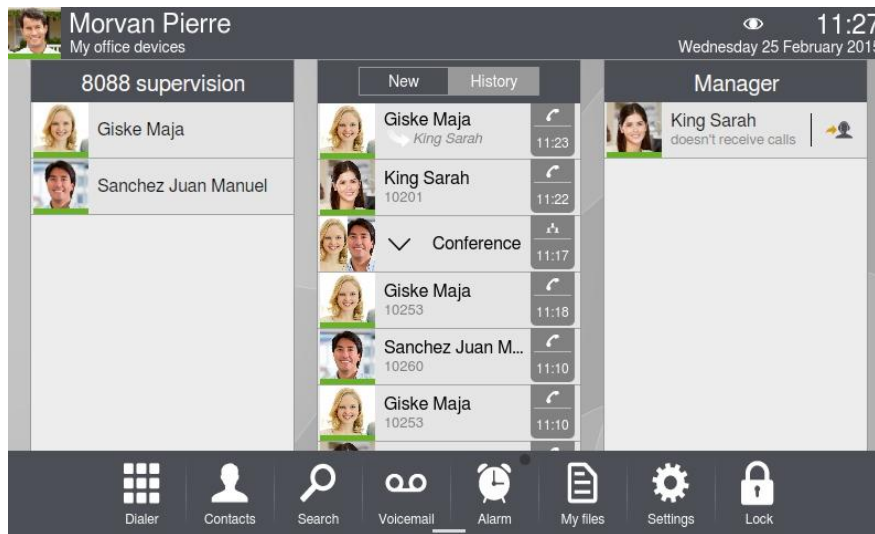 Morvan Pierre
My office devices
11:27
Wednesday 25 February 2015
8088 supervision
Giske Maja
Sanchez Juan Manuel
New
History
Giske Maja
King Sarah
11:23
King Sarah
10201
11:22
Conference
11:17
Giske Maja
10253
11:18
Sanchez Juan M...
10260
11:10
Giske Maja
10253
11:10
Manager
King Sarah
doesn't receive calls
Dialer
Contacts
Search
Voicemail
Alarm
My files
Settings
Lock